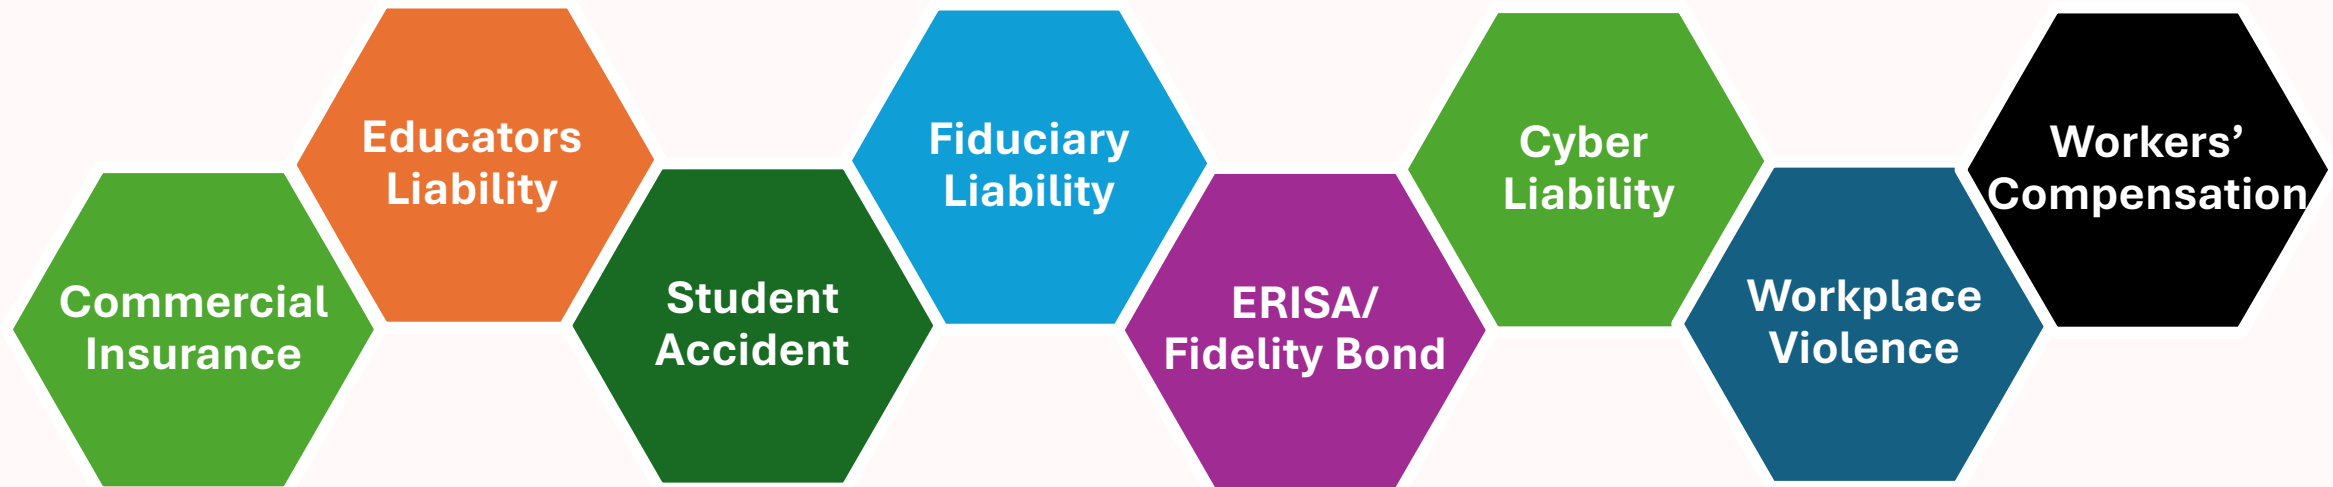 Commercial
Insurance
Educators
Liability
Student
Accident
Fiduciary
Liability
ERISA/
Fidelity Bond
Cyber
Liability
Workplace
Violence
Workers’
Compensation